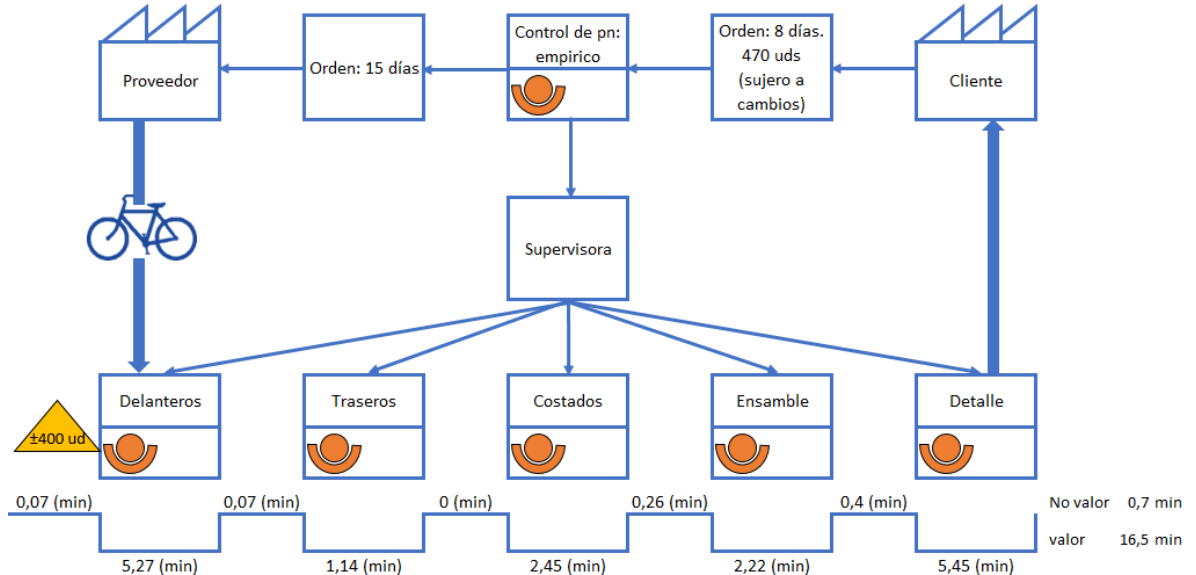 Proveedor
Orden: 15 días
Control de pn:
empirico
Orden: 8 días.
470 uds
(sujero a
cambios)
Cliente
Supervisora
Delanteros
Traseros
Costados
Ensamble
Detalle
±400 ud
0,07 (min)
0,07 (min)
0 (min)
0,26 (min)
0,4 (min)
No valor 0,7 min
valor 16,5 min
5,27 (min)
1,14 (min)
2,45 (min)
2,22 (min)
5,45 (min)